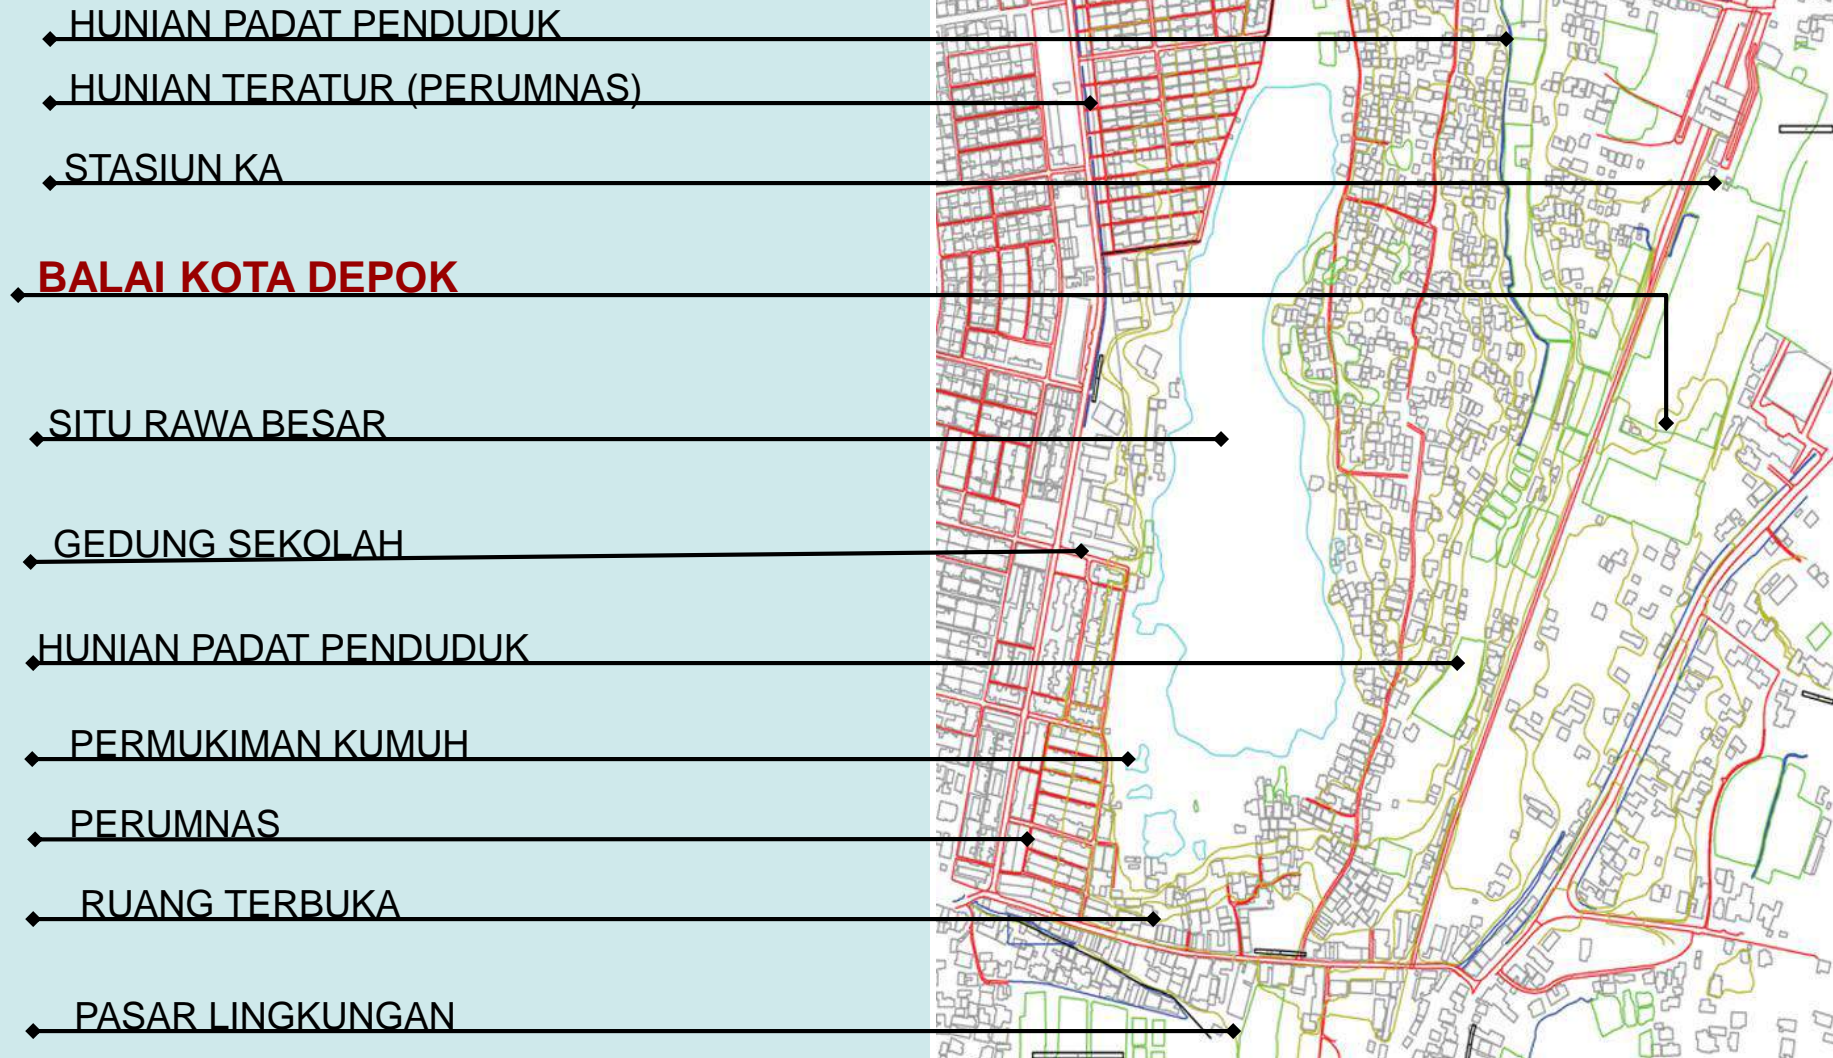 HUNIAN PADAT PENDUDUK
HUNIAN TERATUR (PERUMNAS)
STASIUN KA
BALAI KOTA DEPOK
SITU RAWA BESAR
GEDUNG SEKOLAH
HUNIAN PADAT PENDUDUK
PERMUKIMAN KUMUH
PERUMNAS
RUANG TERBUKA
PASAR LINGKUNGAN